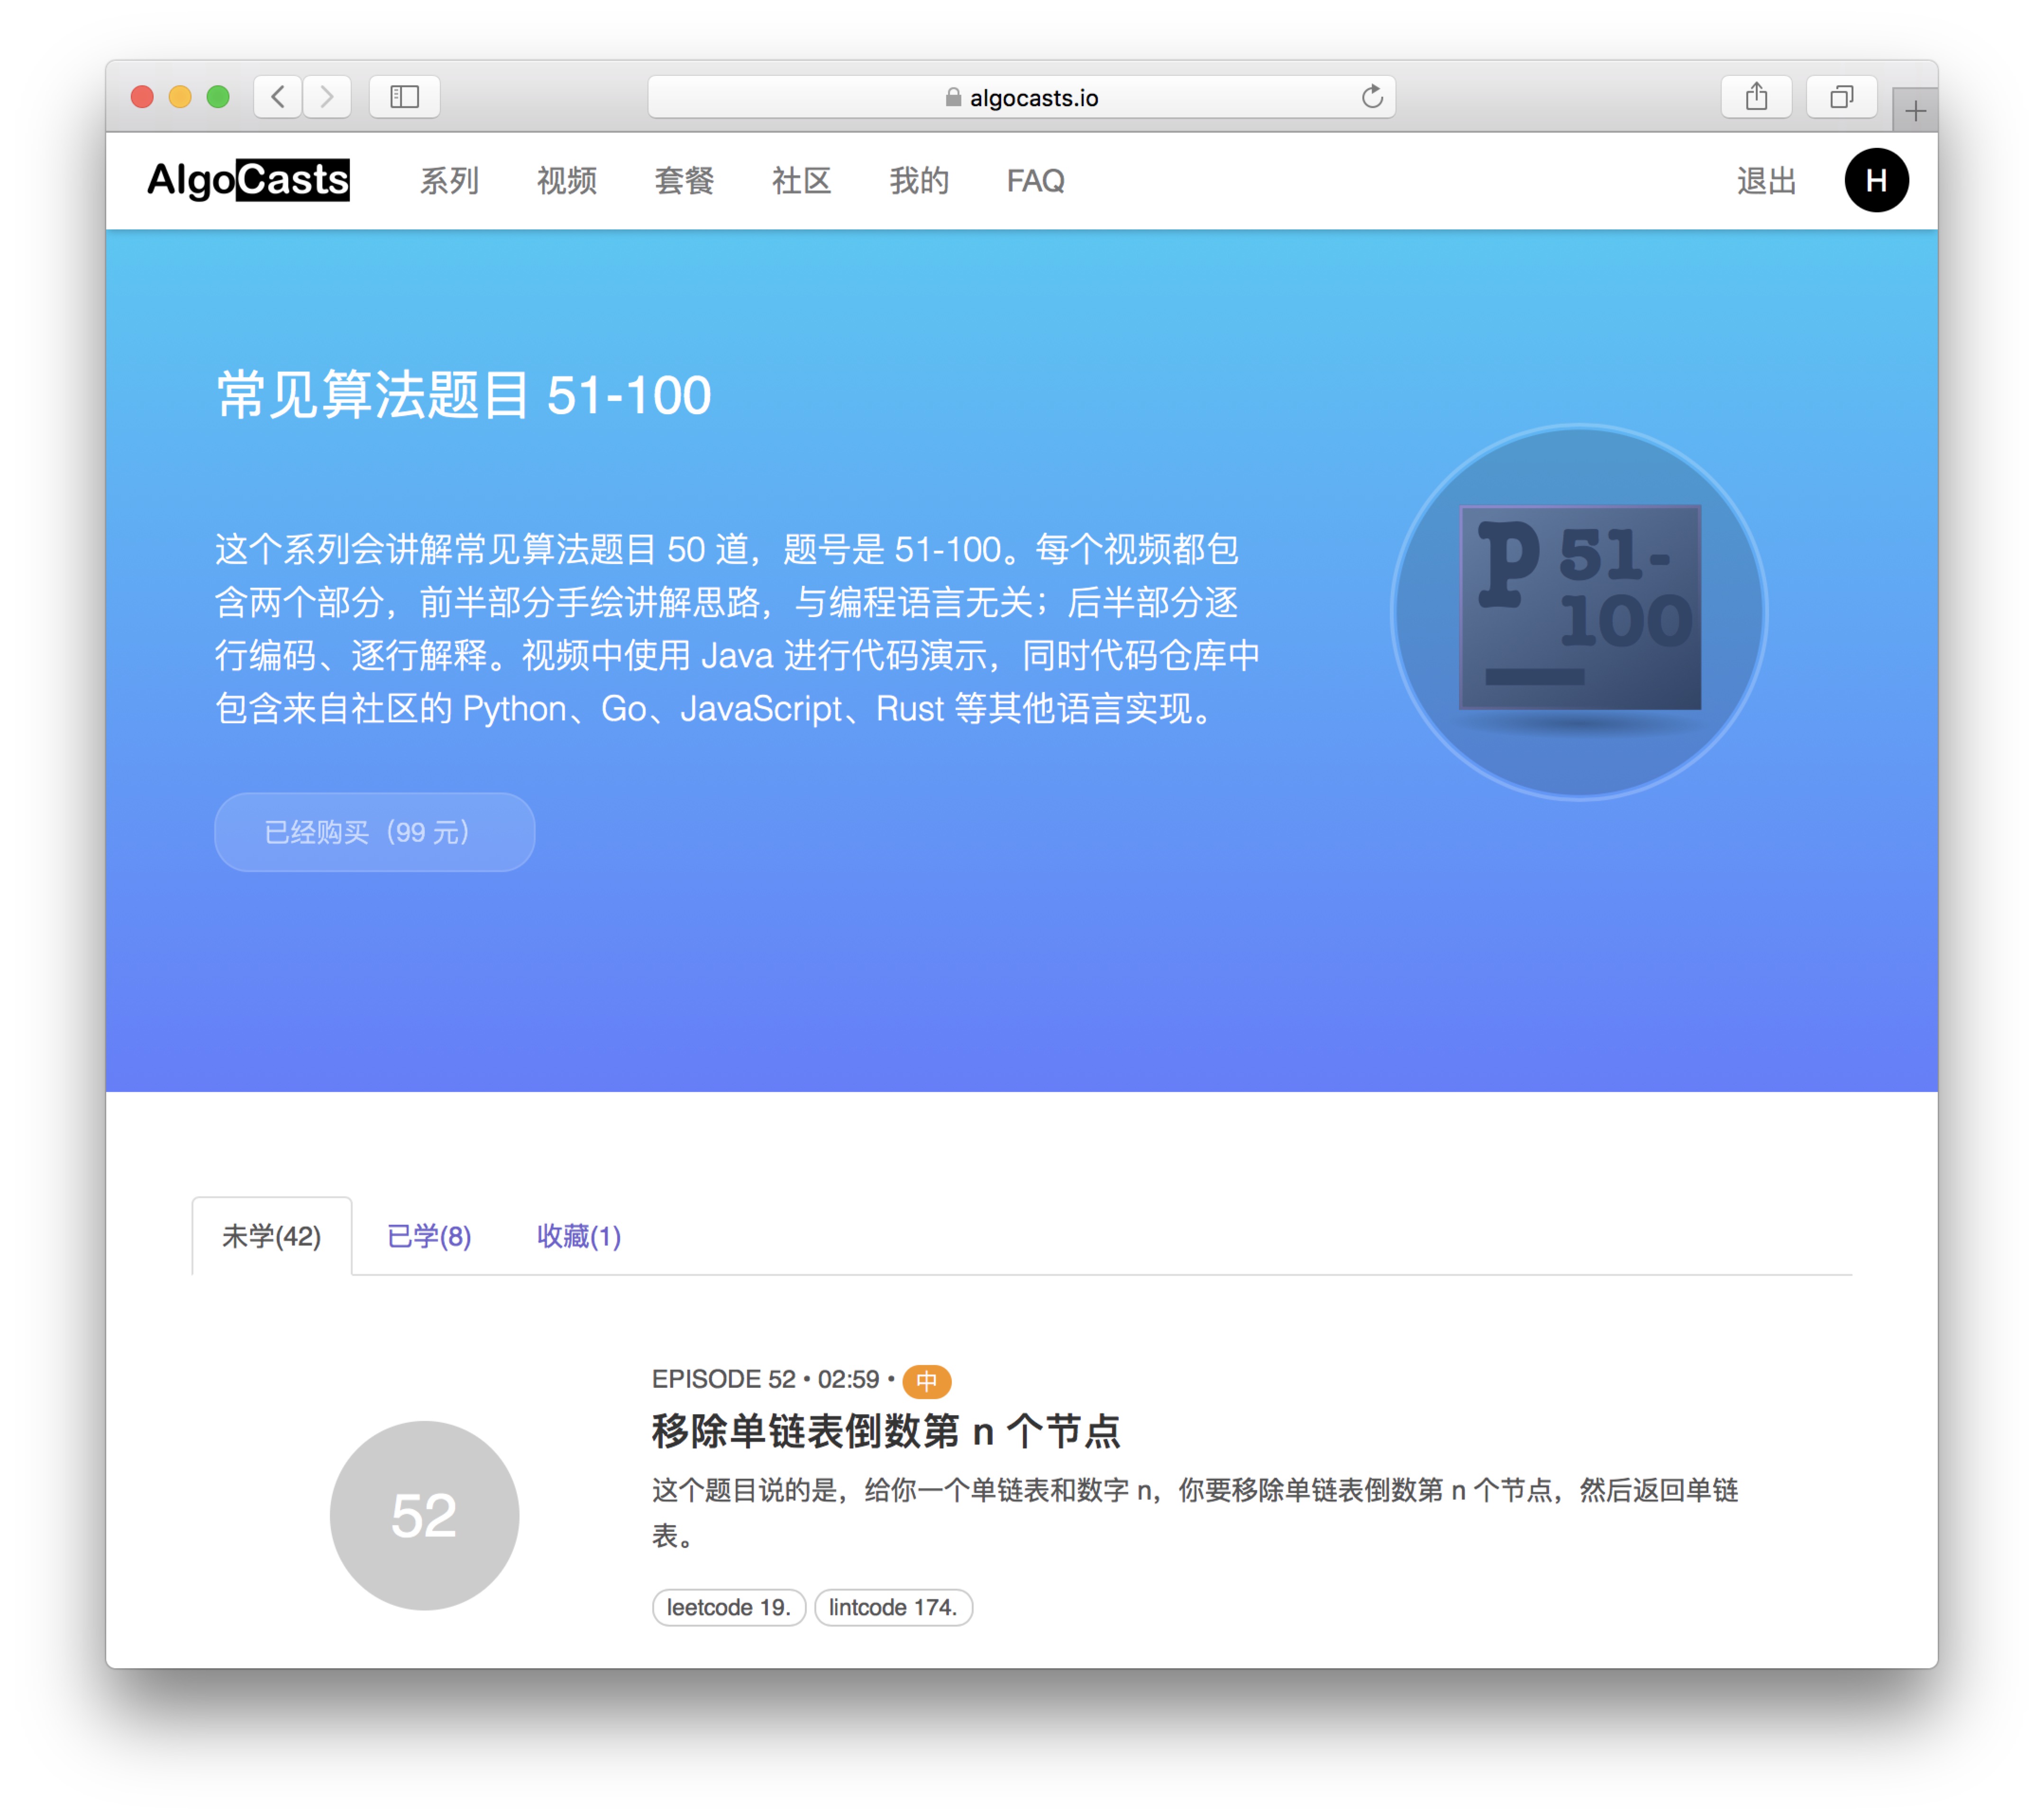 algocasts.io
AlgoCasts 系列 视频 套餐 社区 我的 FAQ 退出 H
常见算法题目 51-100
这个系列会讲解常见算法题目 50 道，题号是 51-100。每个视频都包
含两个部分，前半部分手绘讲解思路，与编程语言无关；后半部分逐
行编码、逐行解释。视频中使用 Java 进行代码演示，同时代码仓库中
包含来自社区的 Python、Go、JavaScript、Rust 等其他语言实现。
P 51-
100
已经购买（99 元）
未学(42) 已学(8) 收藏(1)
EPISODE 52 • 02:59 • 中
移除单链表倒数第 n 个节点
52
这个题目说的是，给你一个单链表和数字 n，你要移除单链表倒数第 n 个节点，然后返回单链
表。
leetcode 19. lintcode 174.